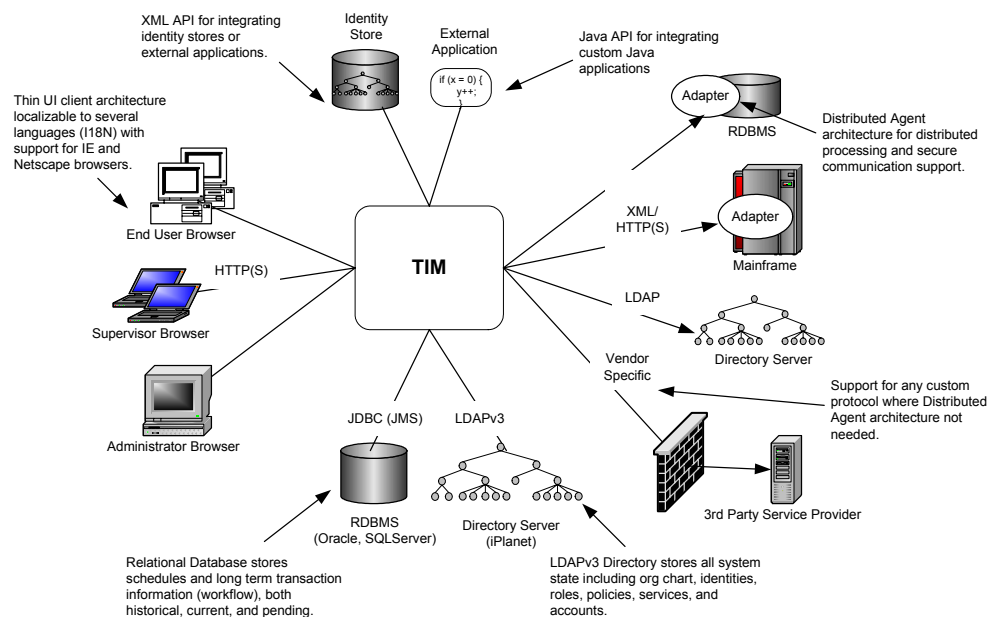 XML API for integrating
identity stores or
external applications.
Identity
Store
External
Application
if (x = 0) {
y++;
}
Java API for integrating
custom Java
applications
Adapter
RDBMS
Distributed Agent
architecture for distributed
processing and secure
communication support.
Thin UI client architecture
localizable to several
languages (I18N) with
support for IE and
Netscape browsers.
End User Browser
HTTP(S)
Supervisor Browser
Administrator Browser
TIM
XML/
HTTP(S)
Adapter
Mainframe
LDAP
Directory Server
Vendor
Specific
Support for any custom
protocol where Distributed
Agent architecture not
needed.
3rd Party Service Provider
JDBC (JMS)
LDAPv3
RDBMS
(Oracle, SQLServer)
Directory Server
(iPlanet)
Relational Database stores
schedules and long term transaction
information (workflow), both
historical, current, and pending.
LDAPv3 Directory stores all system
state including org chart, identities,
roles, policies, services, and
accounts.